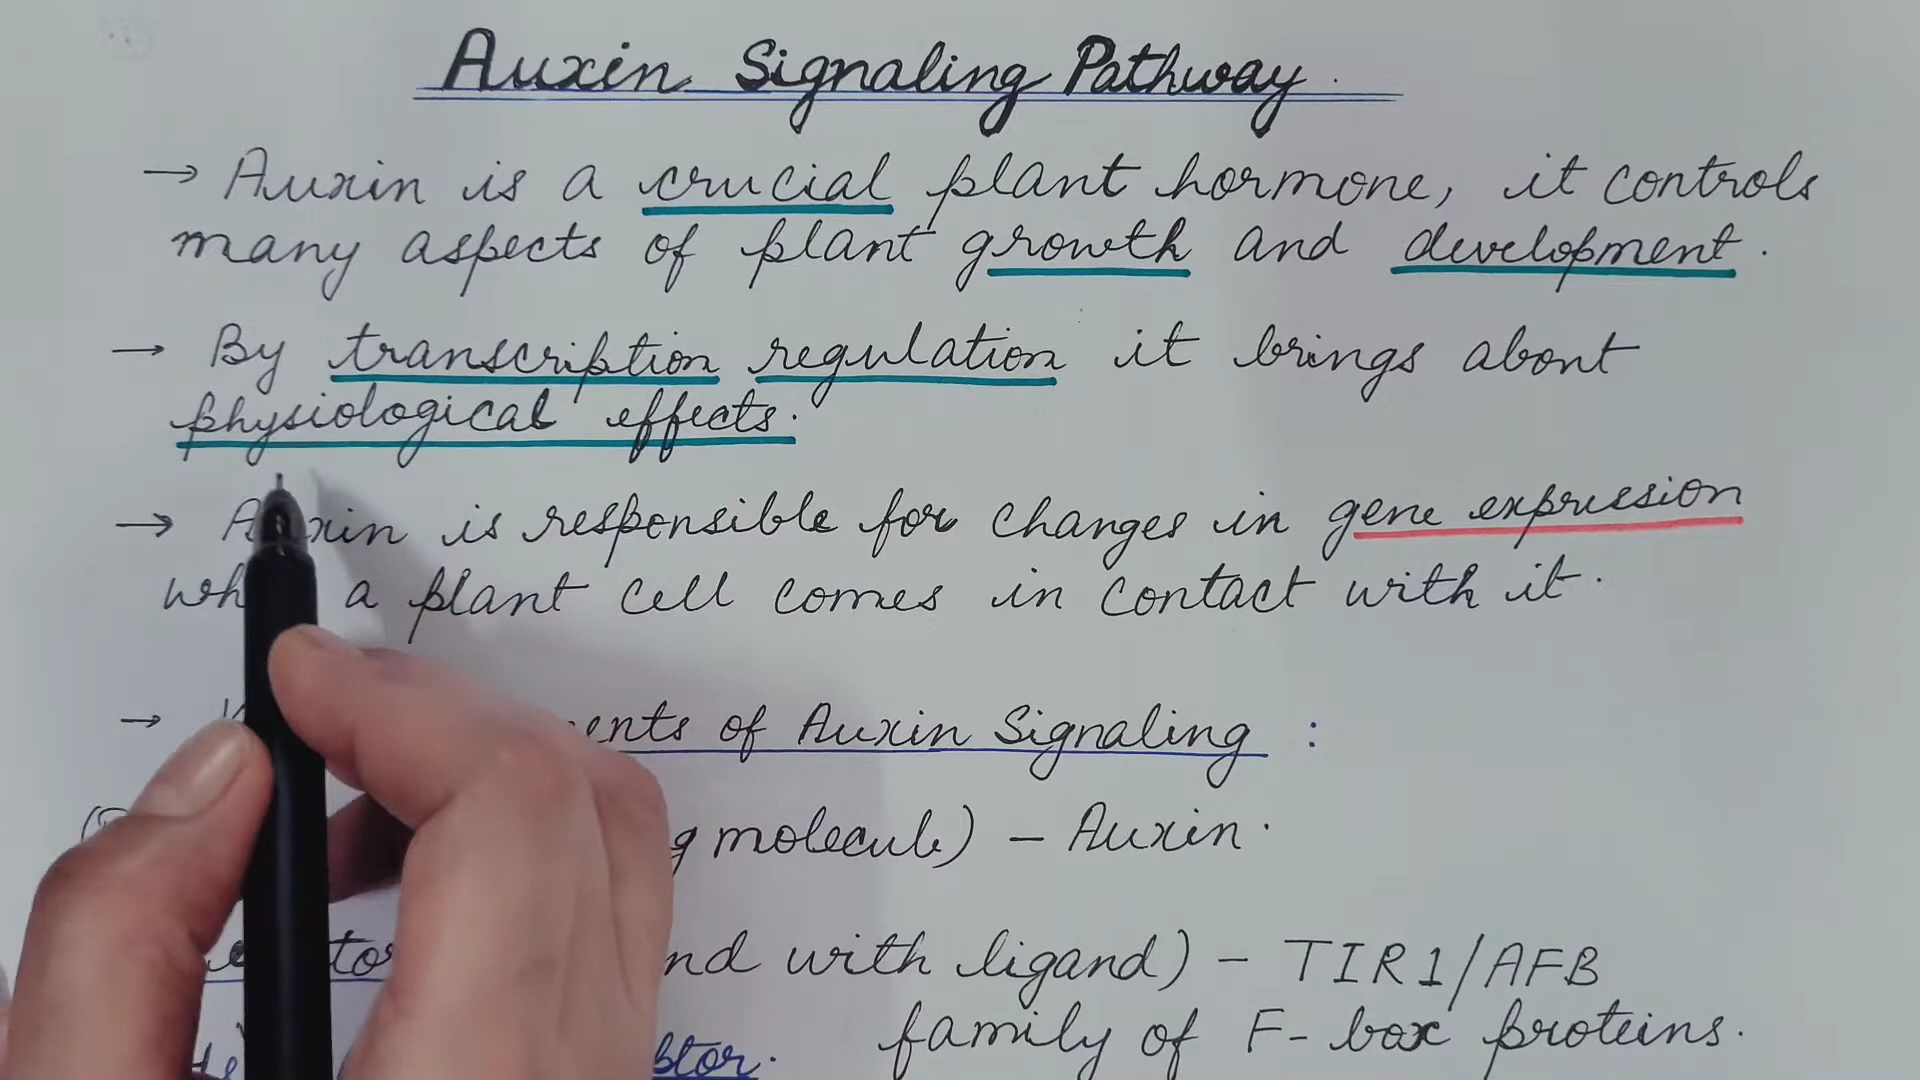 Auxin Signaling Pathway
→ Auxin is a crucial plant hormone, it controls
many aspects of plant growth and development.
→ By transcription regulation it brings about
physiological effects.
→ Auxin is responsible for changes in gene expression
a plant cell comes in contact with it.
→ of Auxin Signaling :
molecule) – Auxin.
with ligand) – TIR1/AFB
family of F-box proteins.